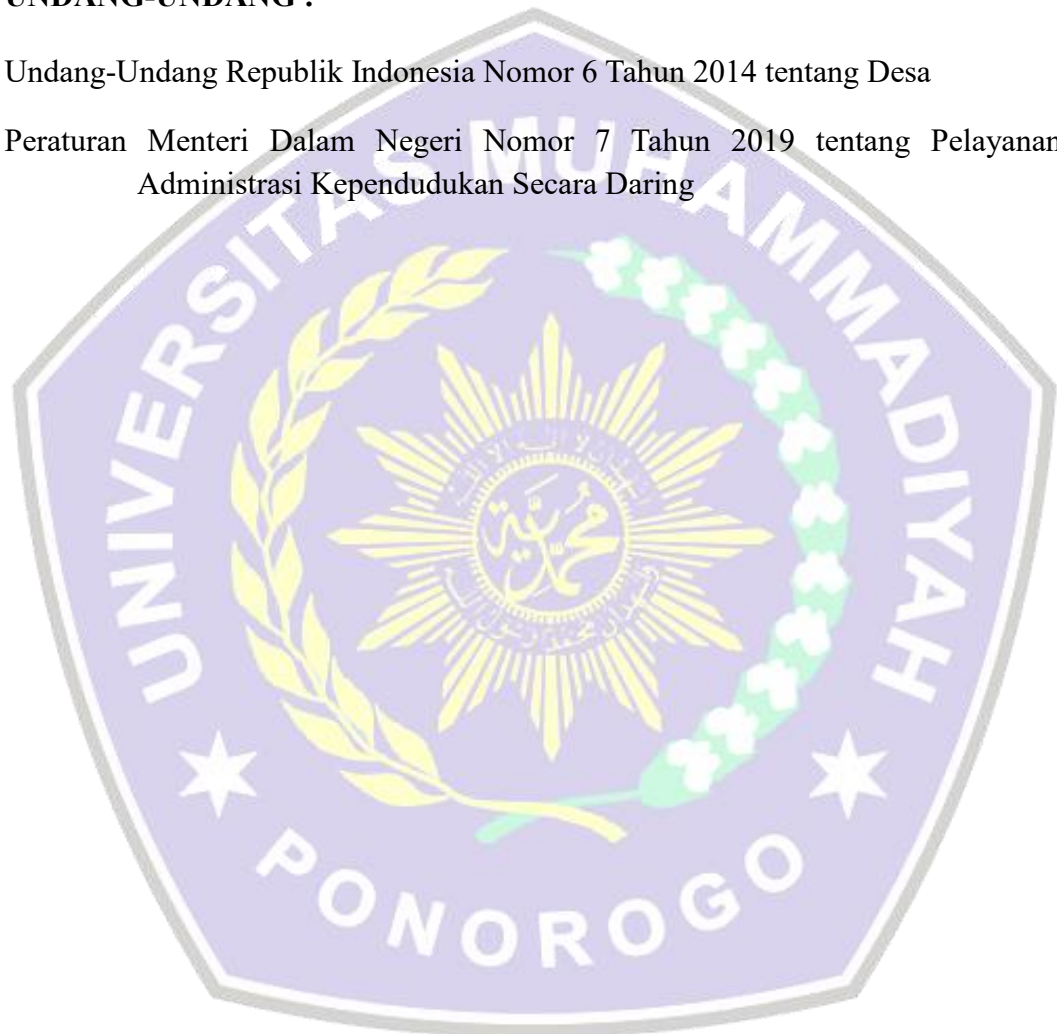 UNDANG-UNDANG :
Undang-Undang Republik Indonesia Nomor 6 Tahun 2014 tentang Desa
Peraturan Menteri Dalam Negeri Nomor 7 Tahun 2019 tentang Pelayanan
Administrasi Kependudukan Secara Daring
UNIVERSITAS MUHAMMADIYAH
PONOROGO
محمدية